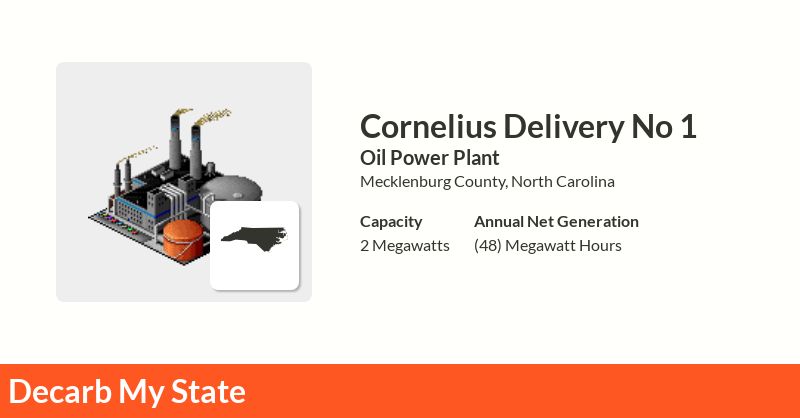 Cornelius Delivery No 1
Oil Power Plant
Mecklenburg County, North Carolina
Capacity Annual Net Generation
2 Megawatts (48) Megawatt Hours
Decarb My State